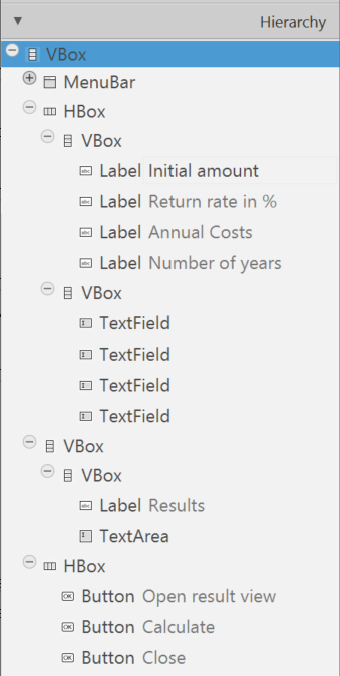 Hierarchy
VBox
MenuBar
HBox
VBox
Label Initial amount
Label Return rate in %
Label Annual Costs
Label Number of years
VBox
TextField
TextField
TextField
TextField
VBox
VBox
Label Results
TextArea
HBox
Button Open result view
Button Calculate
Button Close